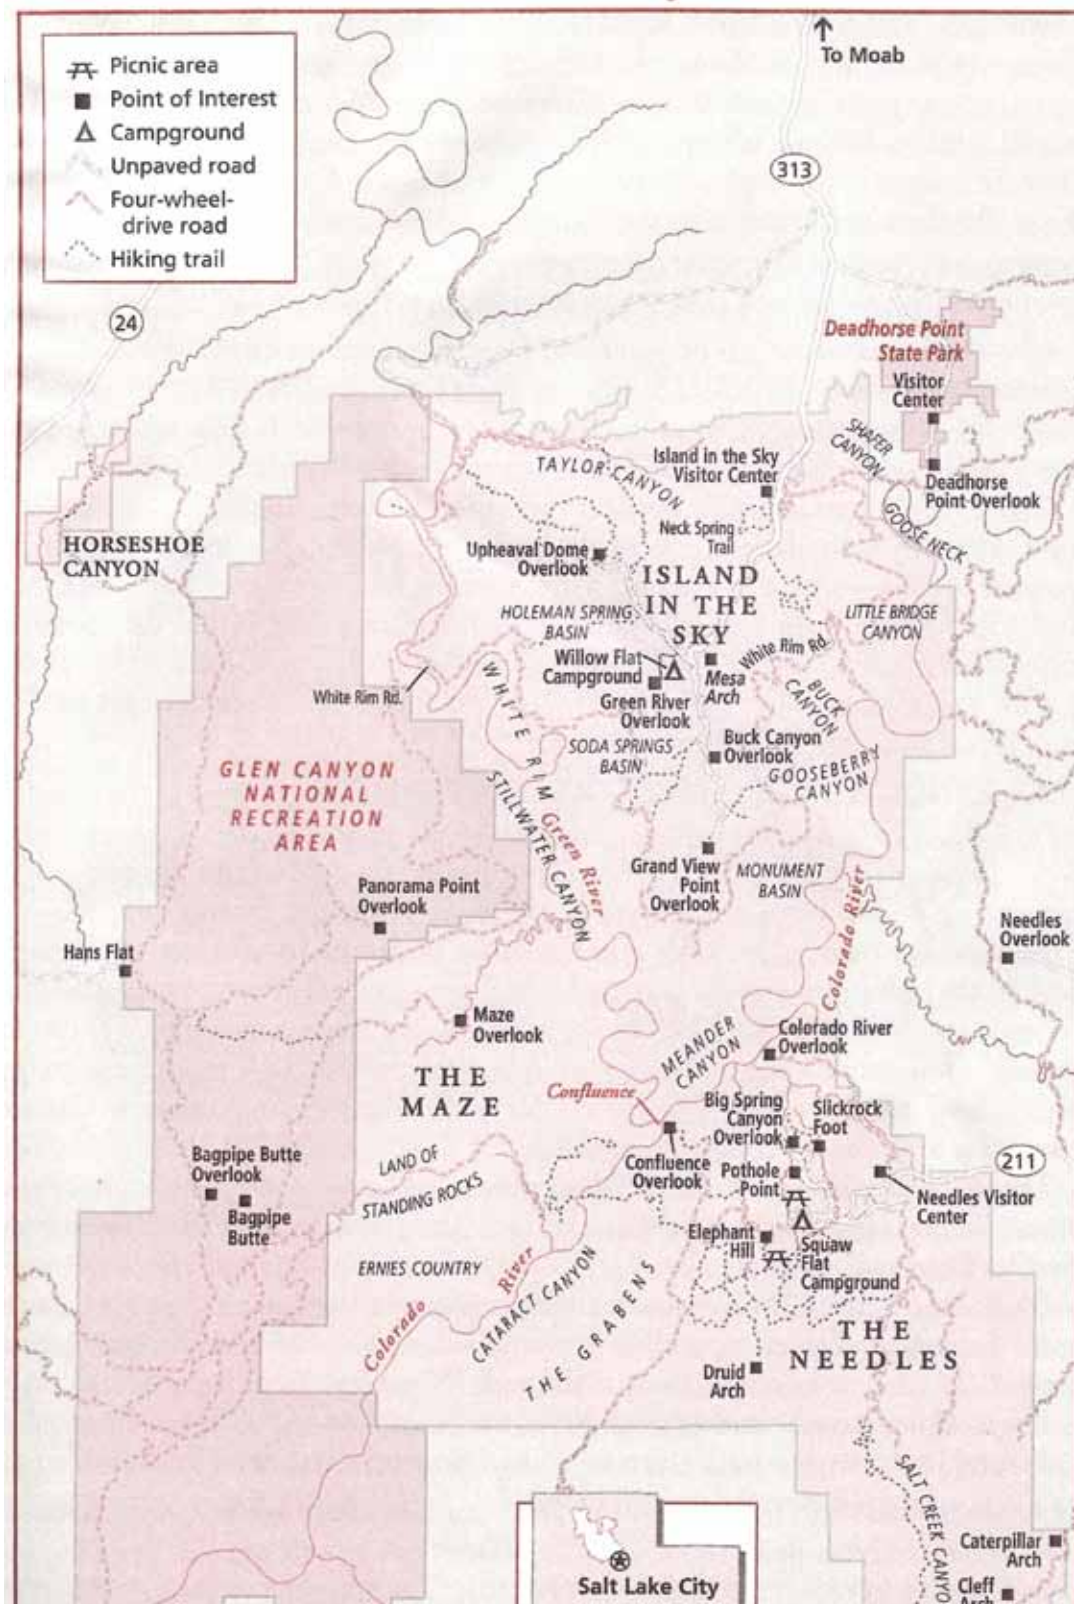 To Moab
Picnic area
Point of Interest
Campground
Unpaved road
Four-wheel-
drive road
Hiking trail
313
24
Deadhorse Point
State Park
Visitor
Center
SHAFER
CANYON
Island in the Sky
Visitor Center
TAYLOR CANYON
Deadhorse
Point Overlook
GOOSE NECK
Neck Spring
Trail
HORSESHOE
CANYON
Upheaval Dome
Overlook
ISLAND
IN THE
SKY
HOLEMAN SPRING
BASIN
LITTLE BRIDGE
CANYON
White Rim Rd.
Willow Flat
Campground
Mesa
Arch
BUCK
CANYON
White Rim Rd.
WHITE RIM
Green River
Overlook
SODA SPRINGS
BASIN
Buck Canyon
Overlook
GOOSEBERRY
CANYON
GLEN CANYON
NATIONAL
RECREATION
AREA
STILLWATER CANYON
Green River
Grand View
Point
Overlook
MONUMENT
BASIN
Panorama Point
Overlook
Colorado River
Needles
Overlook
Hans Flat
Maze
Overlook
MEANDER
CANYON
Colorado River
Overlook
THE
MAZE
Confluence
Big Spring
Canyon
Overlook
Slickrock
Foot
Bagpipe Butte
Overlook
LAND OF
STANDING ROCKS
Confluence
Overlook
Pothole
Point
211
Bagpipe
Butte
Needles Visitor
Center
Elephant
Hill
Squaw
Flat
Campground
ERNIES COUNTRY
Colorado River
CATARACT CANYON
THE GRABENS
THE
NEEDLES
Druid
Arch
SALT CREEK CANYO
Caterpillar
Arch
Salt Lake City
Cleff
Arch